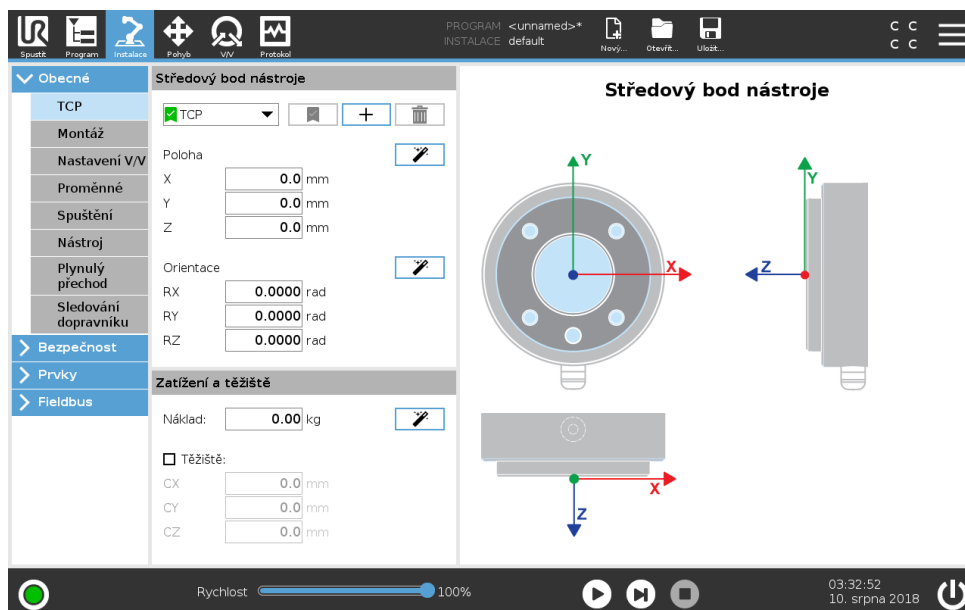 PROGRAM <unnamed>*
INSTALACE default
Spustit
Program
Instalace
Pohyb
V/V
Protokol
Nový...
Otevřít...
Uložit...
C C
C C
Obecné
TCP
Montáž
Nastavení V/V
Proměnné
Spuštění
Nástroj
Plynulý
přechod
Sledování
dopravníku
Bezpečnost
Prvky
Fieldbus
Středový bod nástroje
TCP
Poloha
X 0.0 mm
Y 0.0 mm
Z 0.0 mm
Orientace
RX 0.0000 rad
RY 0.0000 rad
RZ 0.0000 rad
Zatížení a těžiště
Náklad: 0.00 kg
Těžiště:
CX 0.0 mm
CY 0.0 mm
CZ 0.0 mm
Středový bod nástroje
Y
X
Y
Z
X
Z
Rychlost 100%
03:32:52
10. srpna 2018